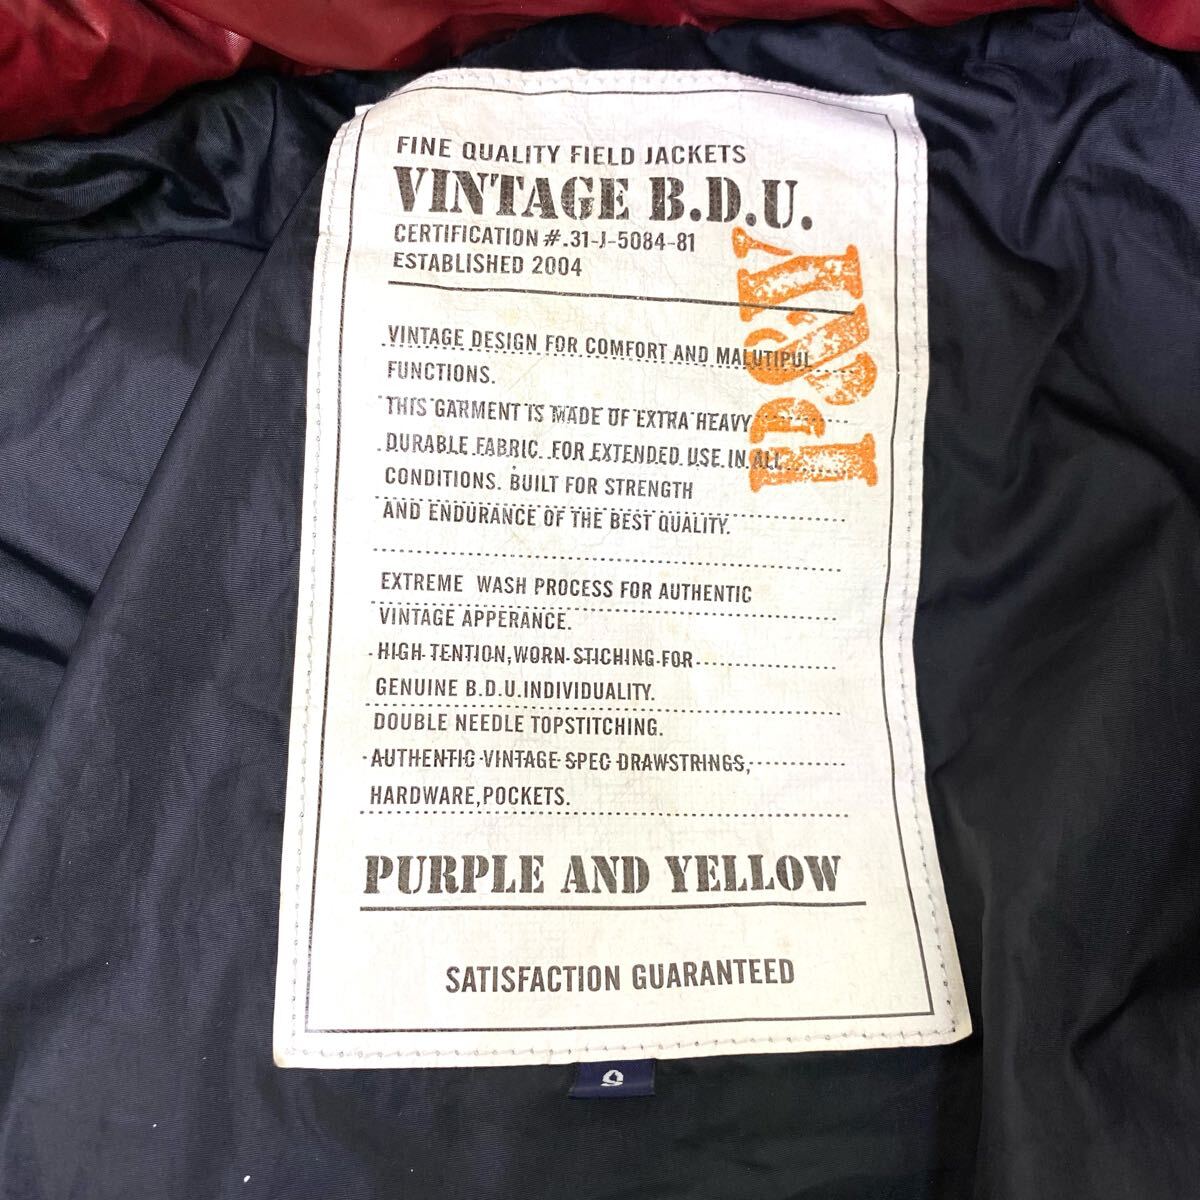 FINE QUALITY FIELD JACKETS
VINTAGE B.D.U.
CERTIFICATION #.31-J-5084-81
ESTABLISHED 2004
P&Y
VINTAGE DESIGN FOR COMFORT AND MALUTIPUL
FUNCTIONS.
THIS GARMENT IS MADE OF EXTRA HEAVY
DURABLE FABRIC. FOR EXTENDED USE IN ALL
CONDITIONS. BUILT FOR STRENGTH
AND ENDURANCE OF THE BEST QUALITY.
EXTREME WASH PROCESS FOR AUTHENTIC
VINTAGE APPERANCE.
HIGH TENTION,WORN STICHING FOR
GENUINE B.D.U.INDIVIDUALITY.
DOUBLE NEEDLE TOPSTITCHING.
AUTHENTIC VINTAGE SPEC DRAWSTRINGS,
HARDWARE,POCKETS.
PURPLE AND YELLOW
SATISFACTION GUARANTEED